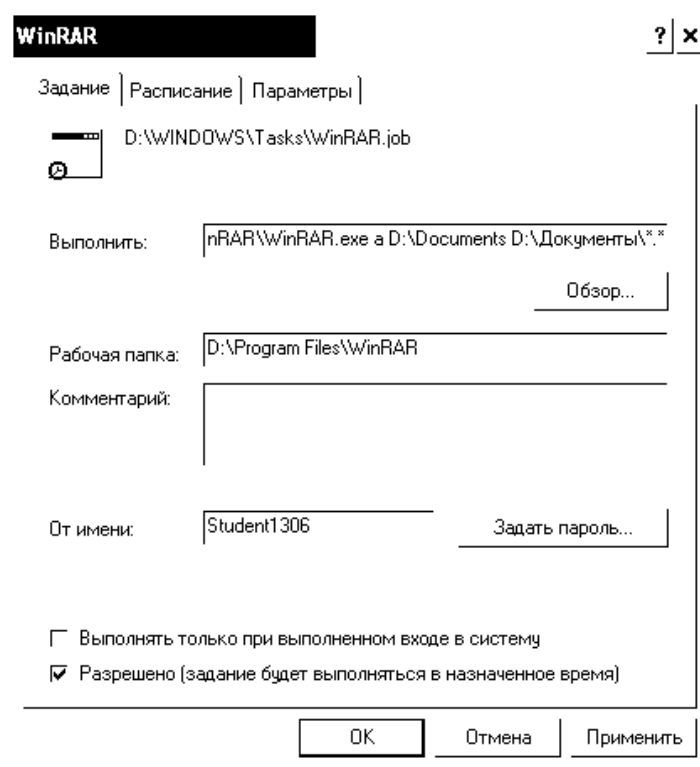 WinRAR
? ×
Задание Расписание Параметры
D:\WINDOWS\Tasks\WinRAR.job
Выполнить: nRAR\WinRAR.exe a D:\Documents D:\Документы\*.*
Обзор...
Рабочая папка: D:\Program Files\WinRAR
Комментарий:
От имени: Student1306 Задать пароль...
Выполнять только при выполненном входе в систему
Разрешено (задание будет выполняться в назначенное время)
OK Отмена Применить